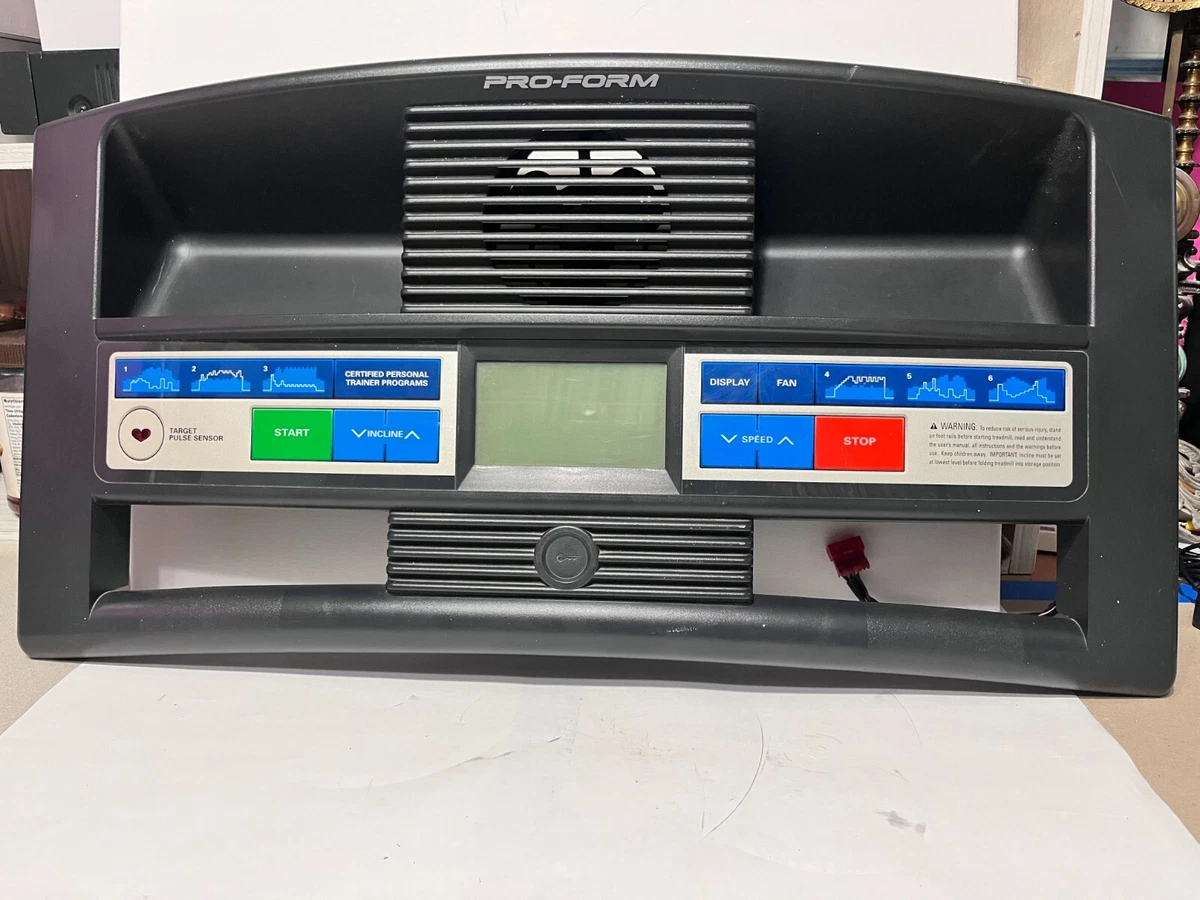 PRO-FORM
1 2 3
CERTIFIED PERSONAL
TRAINER PROGRAMS
TARGET
PULSE SENSOR
START
INCLINE
DISPLAY
FAN
4 5 6
SPEED
STOP
WARNING: To reduce risk of serious injury, stand
on foot rails before starting treadmill, read and understand
the user's manual, all instructions and the warnings before
use. Keep children away. IMPORTANT: Incline must be set
at lowest level before folding treadmill into storage position.